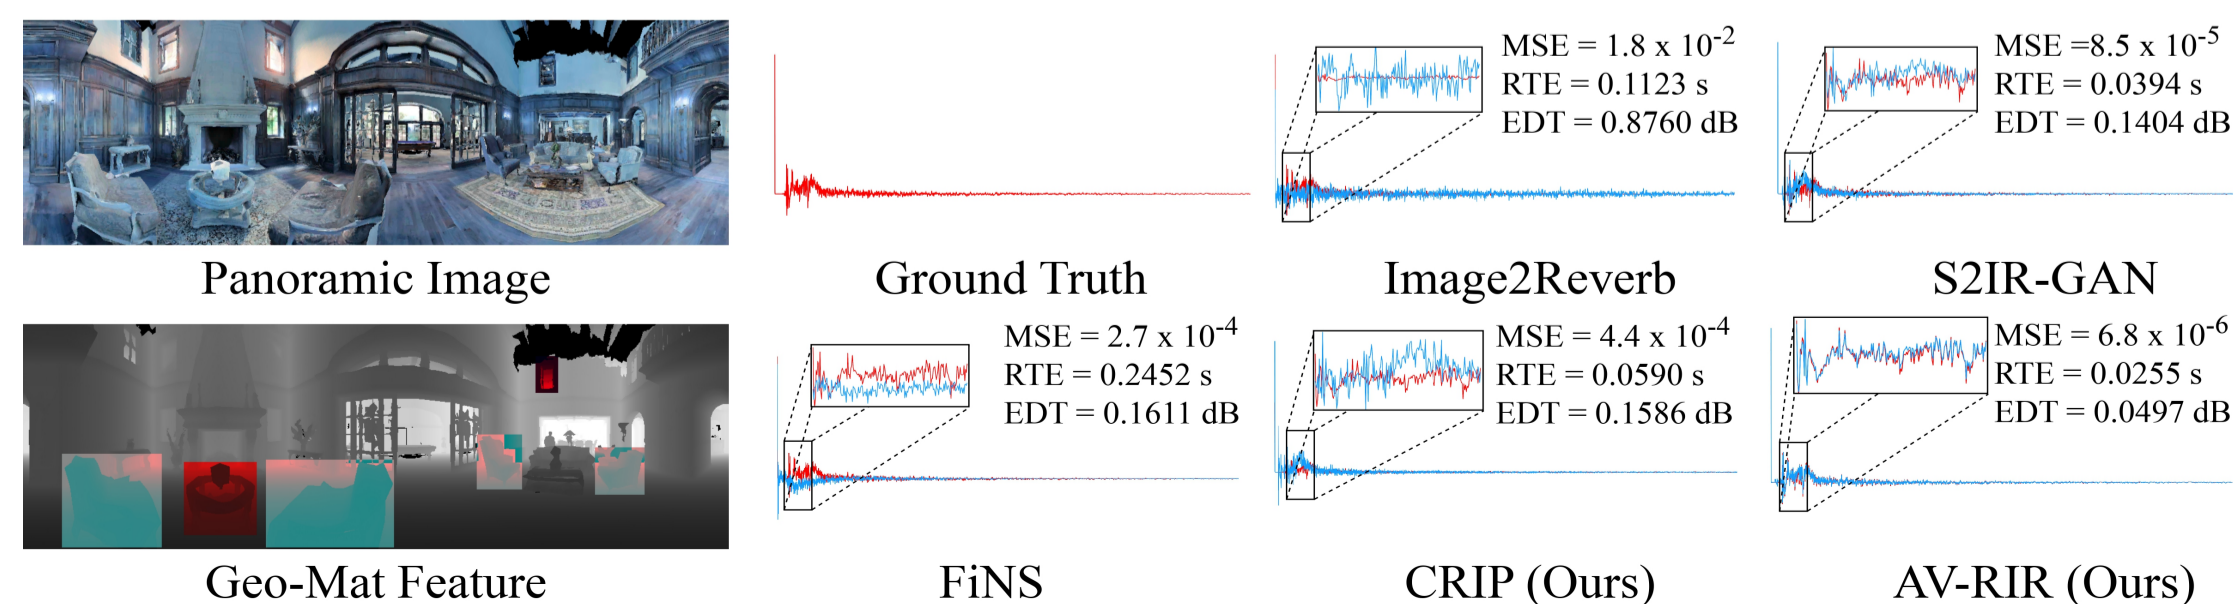 MSE = 1.8 x 10-2
RTE = 0.1123 s
EDT = 0.8760 dB
MSE =8.5 x 10-5
RTE = 0.0394 s
EDT = 0.1404 dB
Panoramic Image
Ground Truth
Image2Reverb
S2IR-GAN
MSE = 2.7 x 10-4
RTE = 0.2452 s
EDT = 0.1611 dB
MSE = 4.4 x 10-4
RTE = 0.0590 s
EDT = 0.1586 dB
MSE = 6.8 x 10-6
RTE = 0.0255 s
EDT = 0.0497 dB
Geo-Mat Feature
FiNS
CRIP (Ours)
AV-RIR (Ours)